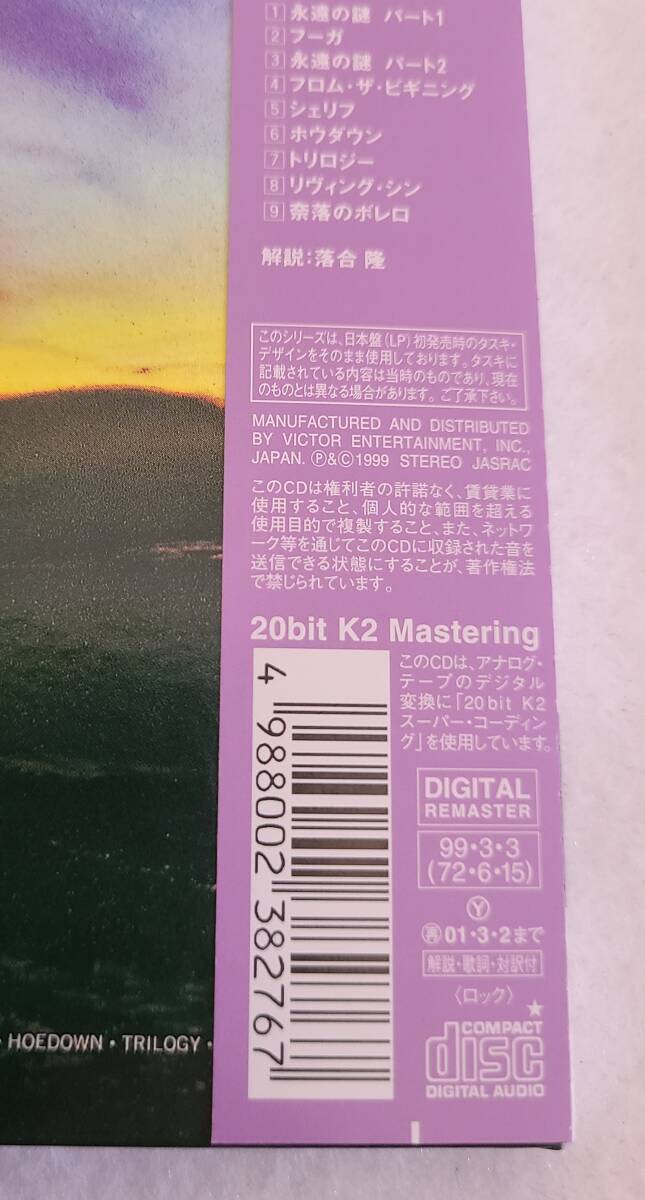 1 永遠の謎 パート1
2 フーガ
3 永遠の謎 パート2
4 フロム・ザ・ビギニング
5 シェリフ
6 ホウダウン
7 トリロジー
8 リヴィング・シン
9 奈落のボレロ
解説:落合 隆
このシリーズは、日本盤(LP)初発売時のタスキ・
デザインをそのまま使用しております。タスキに
記載されている内容は当時のものであり、現在
のものとは異なる場合があります。ご了承下さい。
MANUFACTURED AND DISTRIBUTED
BY VICTOR ENTERTAINMENT, INC.,
JAPAN. Ⓟ&Ⓒ1999 STEREO JASRAC
このCDは権利者の許諾なく、賃貸業に
使用すること、個人的な範囲を超える
使用目的で複製すること、また、ネットワ
ーク等を通じてこのCDに収録された音を
送信できる状態にすることが、著作権法
で禁じられています。
20bit K2 Mastering
このCDは、アナログ・
テープのデジタル
変換に「20bit K2
スーパー・コーディン
グ」を使用しています。
4 988002 382767
DIGITAL
REMASTER
99・3・3
(72・6・15)
Ⓨ
再01・3・2まで
解説・歌詞・対訳付
〈ロック〉
★
COMPACT
disc
DIGITAL AUDIO
HOEDOWN・TRILOGY・